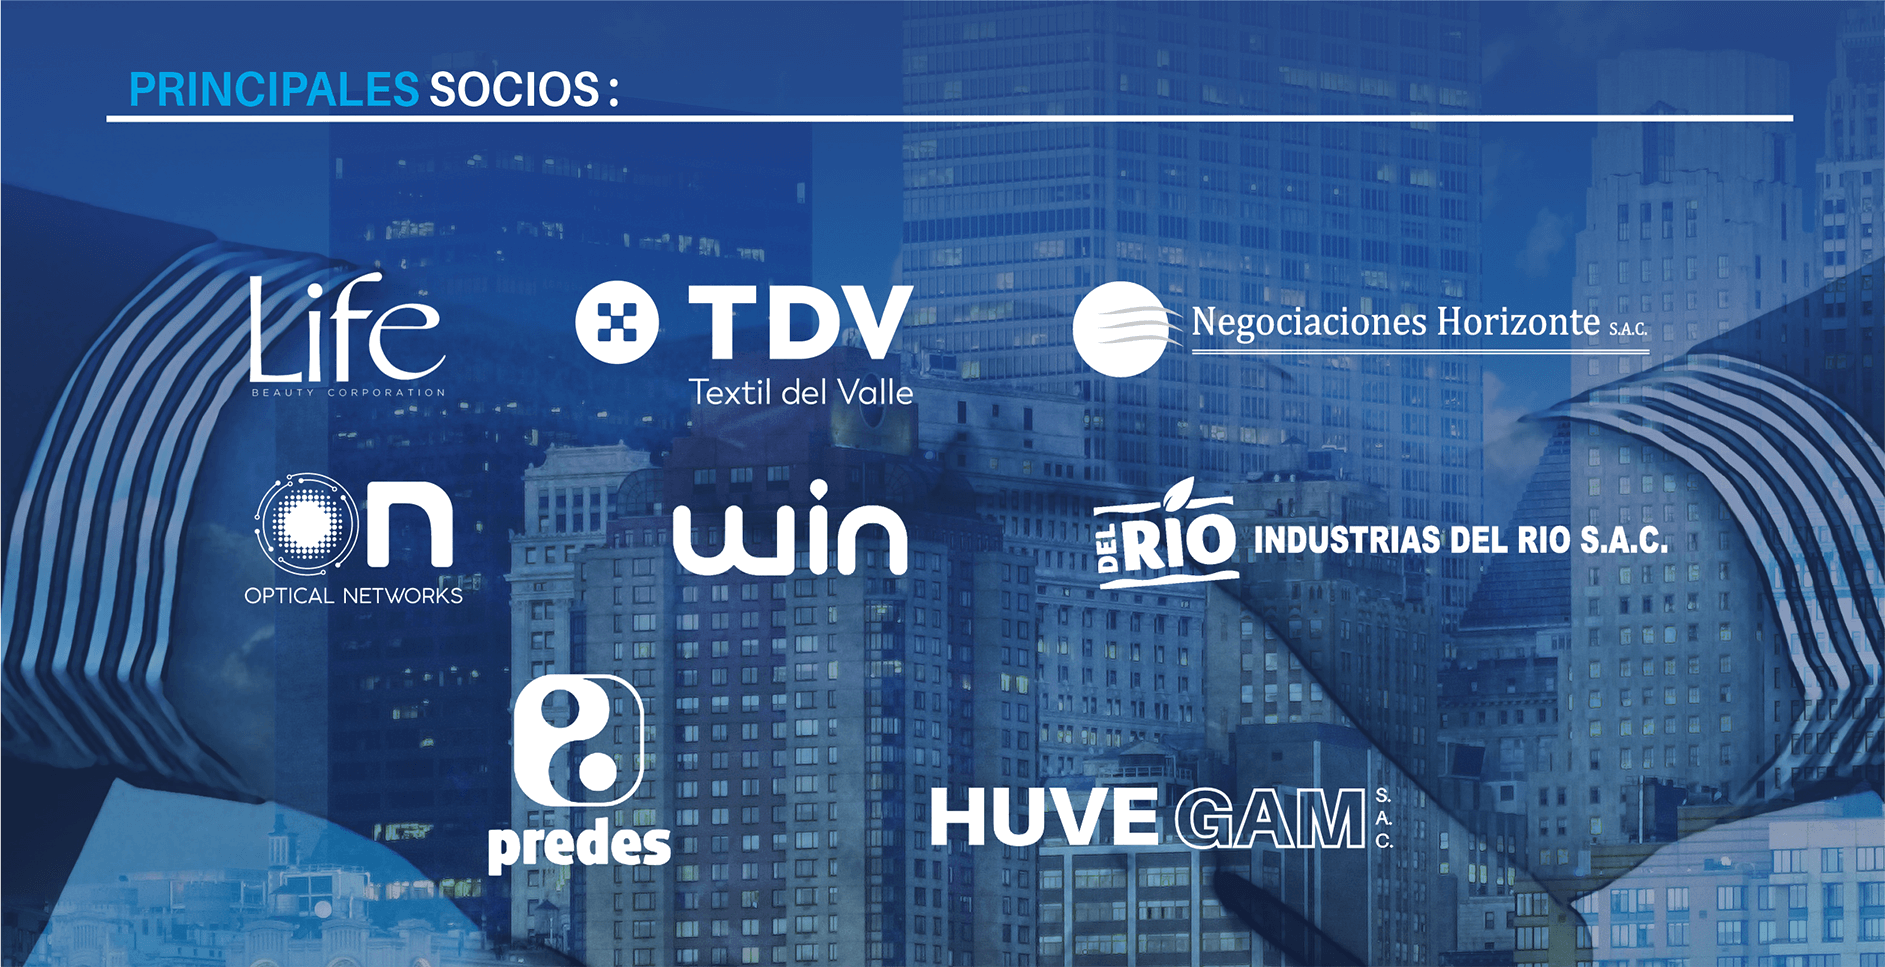 PRINCIPALES SOCIOS :
Life
BEAUTY CORPORATION
TDV
Textil del Valle
Negociaciones Horizonte S.A.C.
On
OPTICAL NETWORKS
win
DEL RÍO
INDUSTRIAS DEL RIO S.A.C.
predes
HUVE GAM S.A.C.